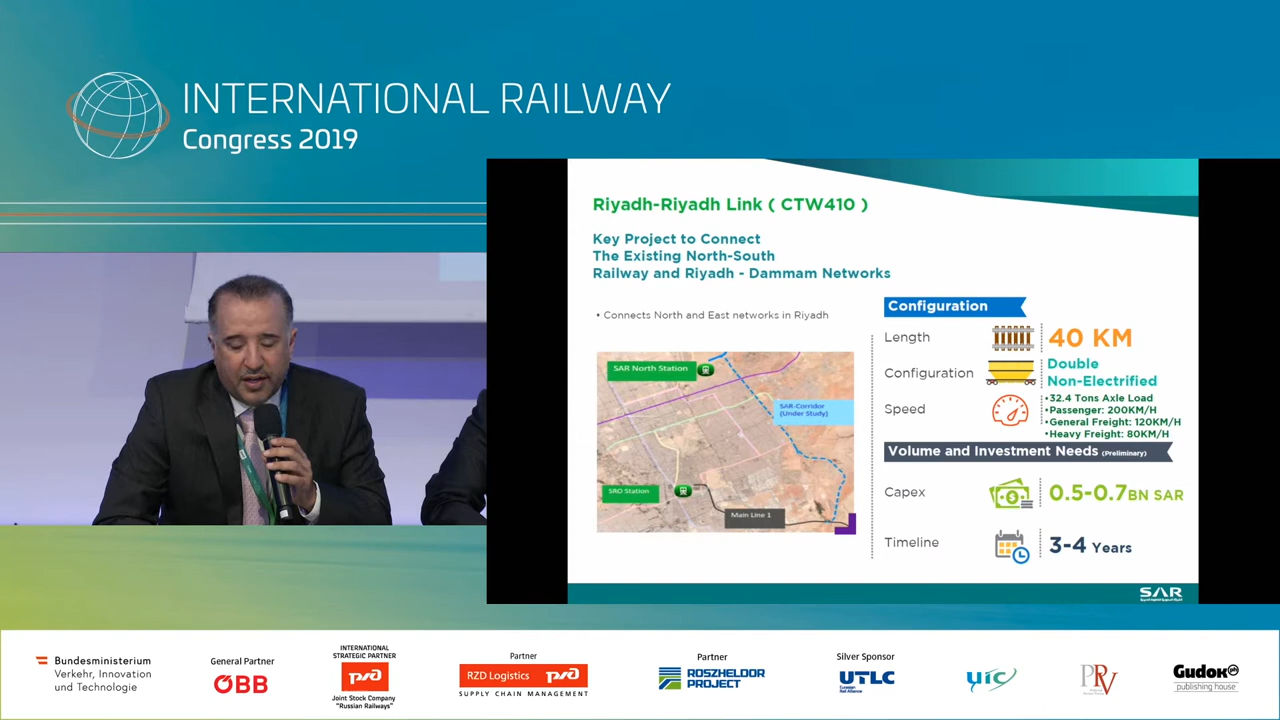 INTERNATIONAL RAILWAY
Congress 2019
Riyadh-Riyadh Link ( CTW410 )
Key Project to Connect
The Existing North-South
Railway and Riyadh - Dammam Networks
• Connects North and East networks in Riyadh
SAR North Station
SAR-Corridor
(Under Study)
SRO Station
Main Line 1
Configuration
Length
40 KM
Configuration
Double
Non-Electrified
Speed
•32.4 Tons Axle Load
•Passenger: 200KM/H
•General Freight: 120KM/H
•Heavy Freight: 80KM/H
Volume and Investment Needs (Preliminary)
Capex
0.5-0.7BN SAR
Timeline
3-4 Years
SAR
Bundesministerium
Verkehr, Innovation
und Technologie
General Partner
ÖBB
INTERNATIONAL
STRATEGIC PARTNER
Joint Stock Company
"Russian Railways"
Partner
RZD Logistics
SUPPLY CHAIN MANAGEMENT
Partner
ROSZHELDOR
PROJECT
Silver Sponsor
UTLC
Eurasian
Rail Alliance
uic
PRV
Gudok
publishing house